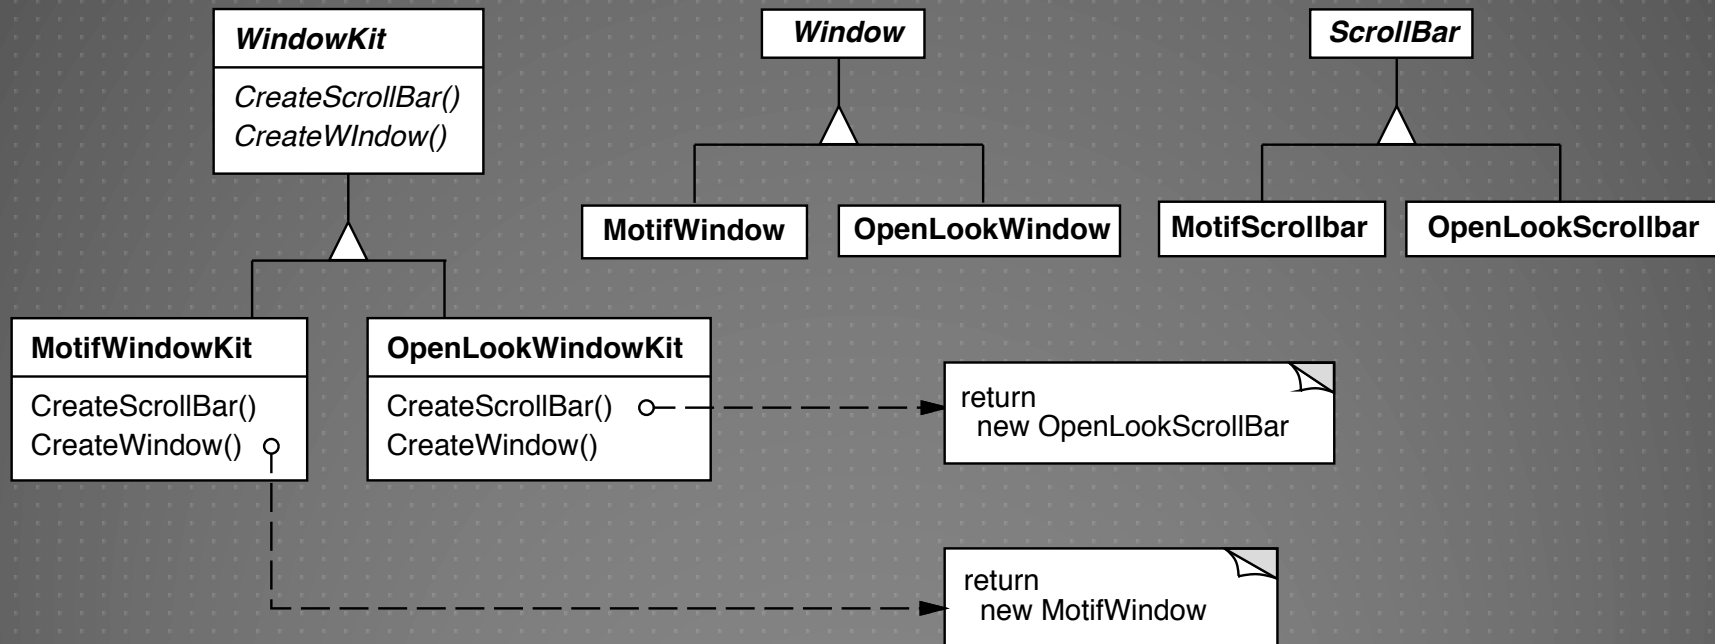 WindowKit
CreateScrollBar()
CreateWIndow()
Window
ScrollBar
MotifWindow
OpenLookWindow
MotifScrollbar
OpenLookScrollbar
MotifWindowKit
CreateScrollBar()
CreateWindow()
OpenLookWindowKit
CreateScrollBar()
CreateWindow()
return
new OpenLookScrollBar
return
new MotifWindow